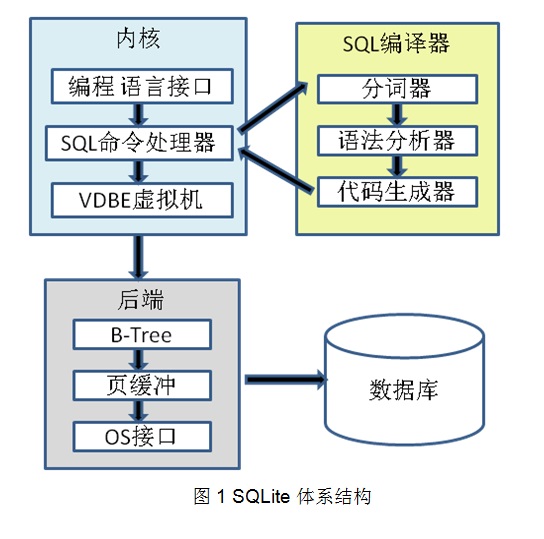 内核
编程语言接口
SQL命令处理器
VDBE虚拟机
SQL编译器
分词器
语法分析器
代码生成器
后端
B-Tree
页缓冲
OS接口
数据库
图 1 SQLite 体系结构